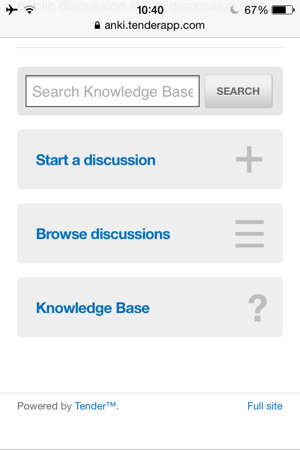 10:40
67%
anki.tenderapp.com
Search Knowledge Base
SEARCH
Start a discussion
Browse discussions
Knowledge Base
?
Powered by Tender™.
Full site